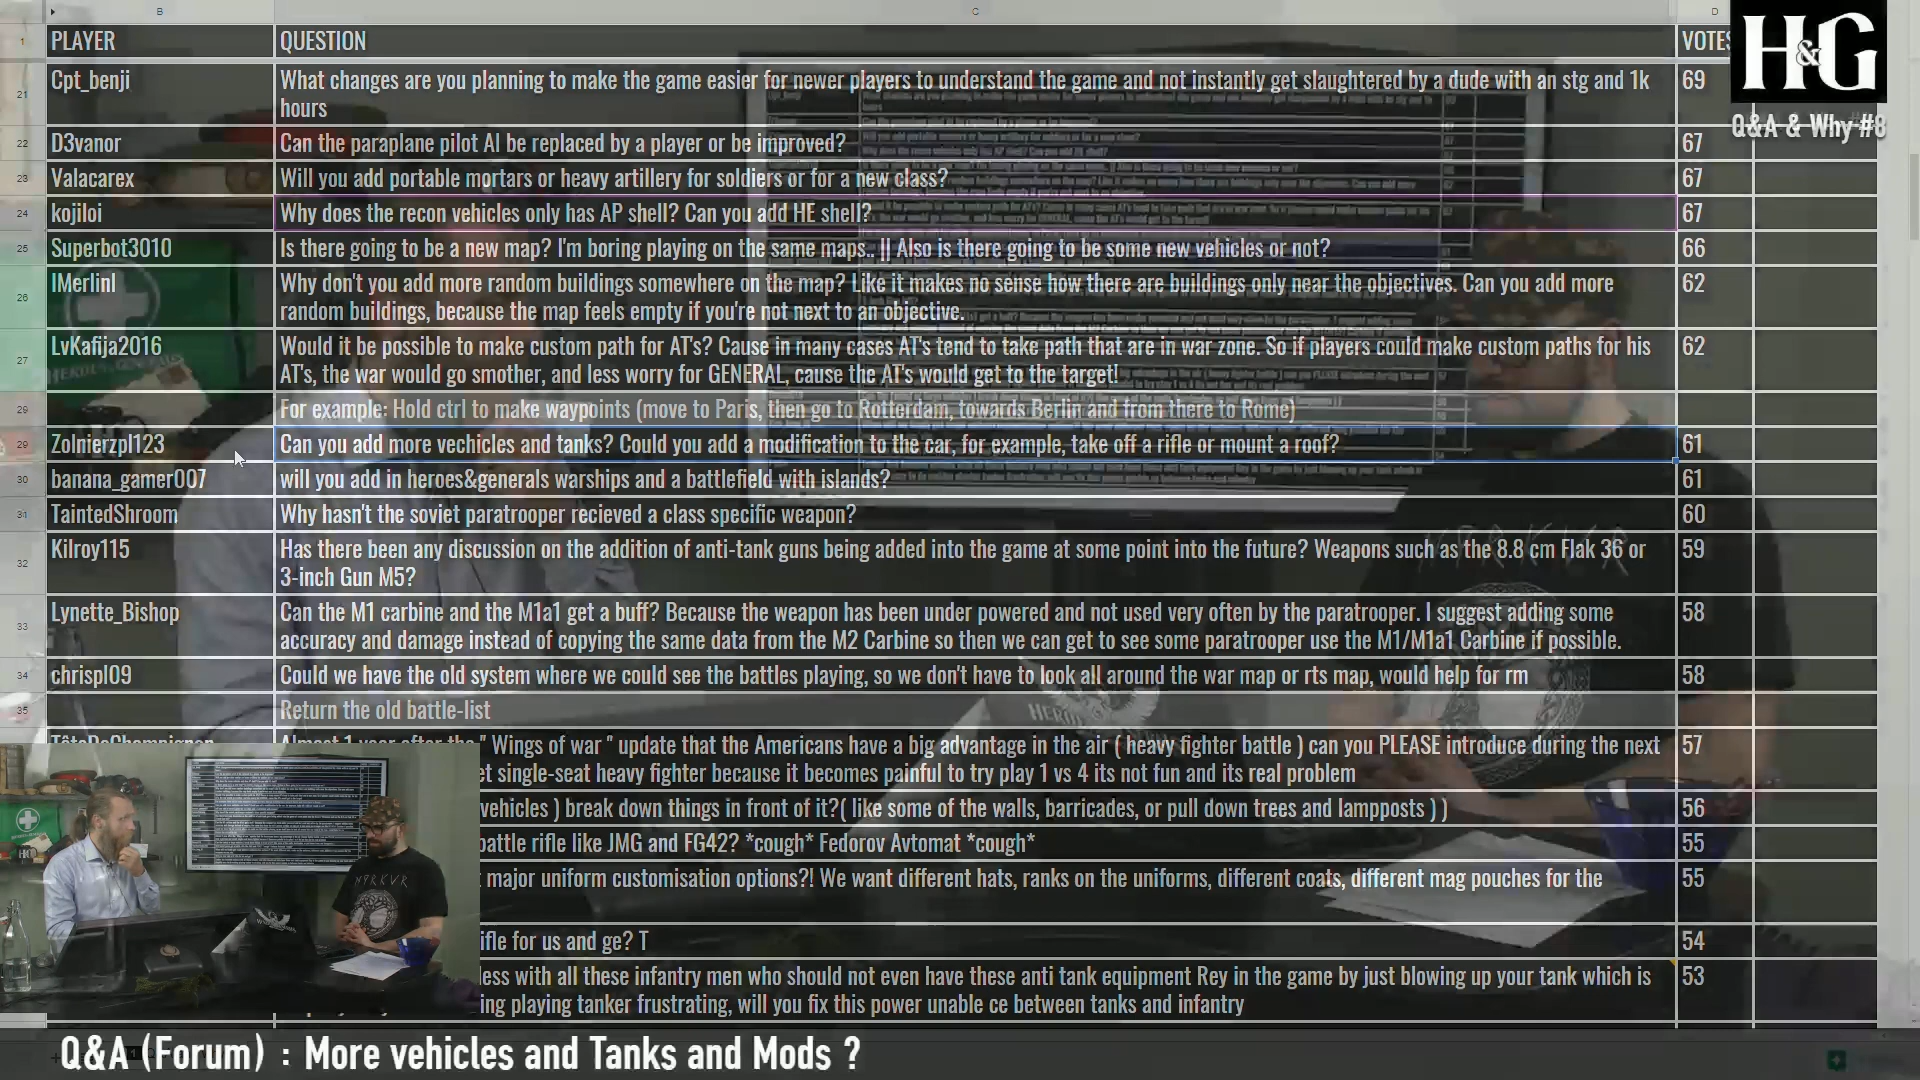 B C D
1 PLAYER QUESTION VOTES
H&G
Q&A & Why #8
21 Cpt_benji What changes are you planning to make the game easier for newer players to understand the game and not instantly get slaughtered by a dude with an stg and 1k 69
hours
22 D3vanor Can the paraplane pilot AI be replaced by a player or be improved? 67
23 Valacarex Will you add portable mortars or heavy artillery for soldiers or for a new class? 67
24 kojiloi Why does the recon vehicles only has AP shell? Can you add HE shell? 67
25 Superbot3010 Is there going to be a new map? I'm boring playing on the same maps.. || Also is there going to be some new vehicles or not? 66
26 IMerlinI Why don't you add more random buildings somewhere on the map? Like it makes no sense how there are buildings only near the objectives. Can you add more 62
random buildings, because the map feels empty if you're not next to an objective.
27 LvKafija2016 Would it be possible to make custom path for AT's? Cause in many cases AT's tend to take path that are in war zone. So if players could make custom paths for his 62
AT's, the war would go smother, and less worry for GENERAL, cause the AT's would get to the target!
29 For example: Hold ctrl to make waypoints (move to Paris, then go to Rotterdam, towards Berlin and from there to Rome)
29 Zolnierzpl123 Can you add more vechicles and tanks? Could you add a modification to the car, for example, take off a rifle or mount a roof? 61
30 banana_gamer007 will you add in heroes&generals warships and a battlefield with islands? 61
31 TaintedShroom Why hasn't the soviet paratrooper recieved a class specific weapon? 60
32 Kilroy115 Has there been any discussion on the addition of anti-tank guns being added into the game at some point into the future? Weapons such as the 8.8 cm Flak 36 or 59
3-inch Gun M5?
33 Lynette_Bishop Can the M1 carbine and the M1a1 get a buff? Because the weapon has been under powered and not used very often by the paratrooper. I suggest adding some 58
accuracy and damage instead of copying the same data from the M2 Carbine so then we can get to see some paratrooper use the M1/M1a1 Carbine if possible.
34 chrispl09 Could we have the old system where we could see the battles playing, so we don't have to look all around the war map or rts map, would help for rm 58
35 Return the old battle-list
Almost 1 year after the " Wings of war " update that the Americans have a big advantage in the air ( heavy fighter battle ) can you PLEASE introduce during the next 57
single-seat heavy fighter because it becomes painful to try play 1 vs 4 its not fun and its real problem
vehicles ) break down things in front of it?( like some of the walls, barricades, or pull down trees and lampposts ) ) 56
battle rifle like JMG and FG42? *cough* Fedorov Avtomat *cough* 55
major uniform customisation options?! We want different hats, ranks on the uniforms, different coats, different mag pouches for the 55
ifle for us and ge? T 54
less with all these infantry men who should not even have these anti tank equipment Rey in the game by just blowing up your tank which is 53
ing playing tanker frustrating, will you fix this power unable ce between tanks and infantry
Q&A (Forum) : More vehicles and Tanks and Mods ?